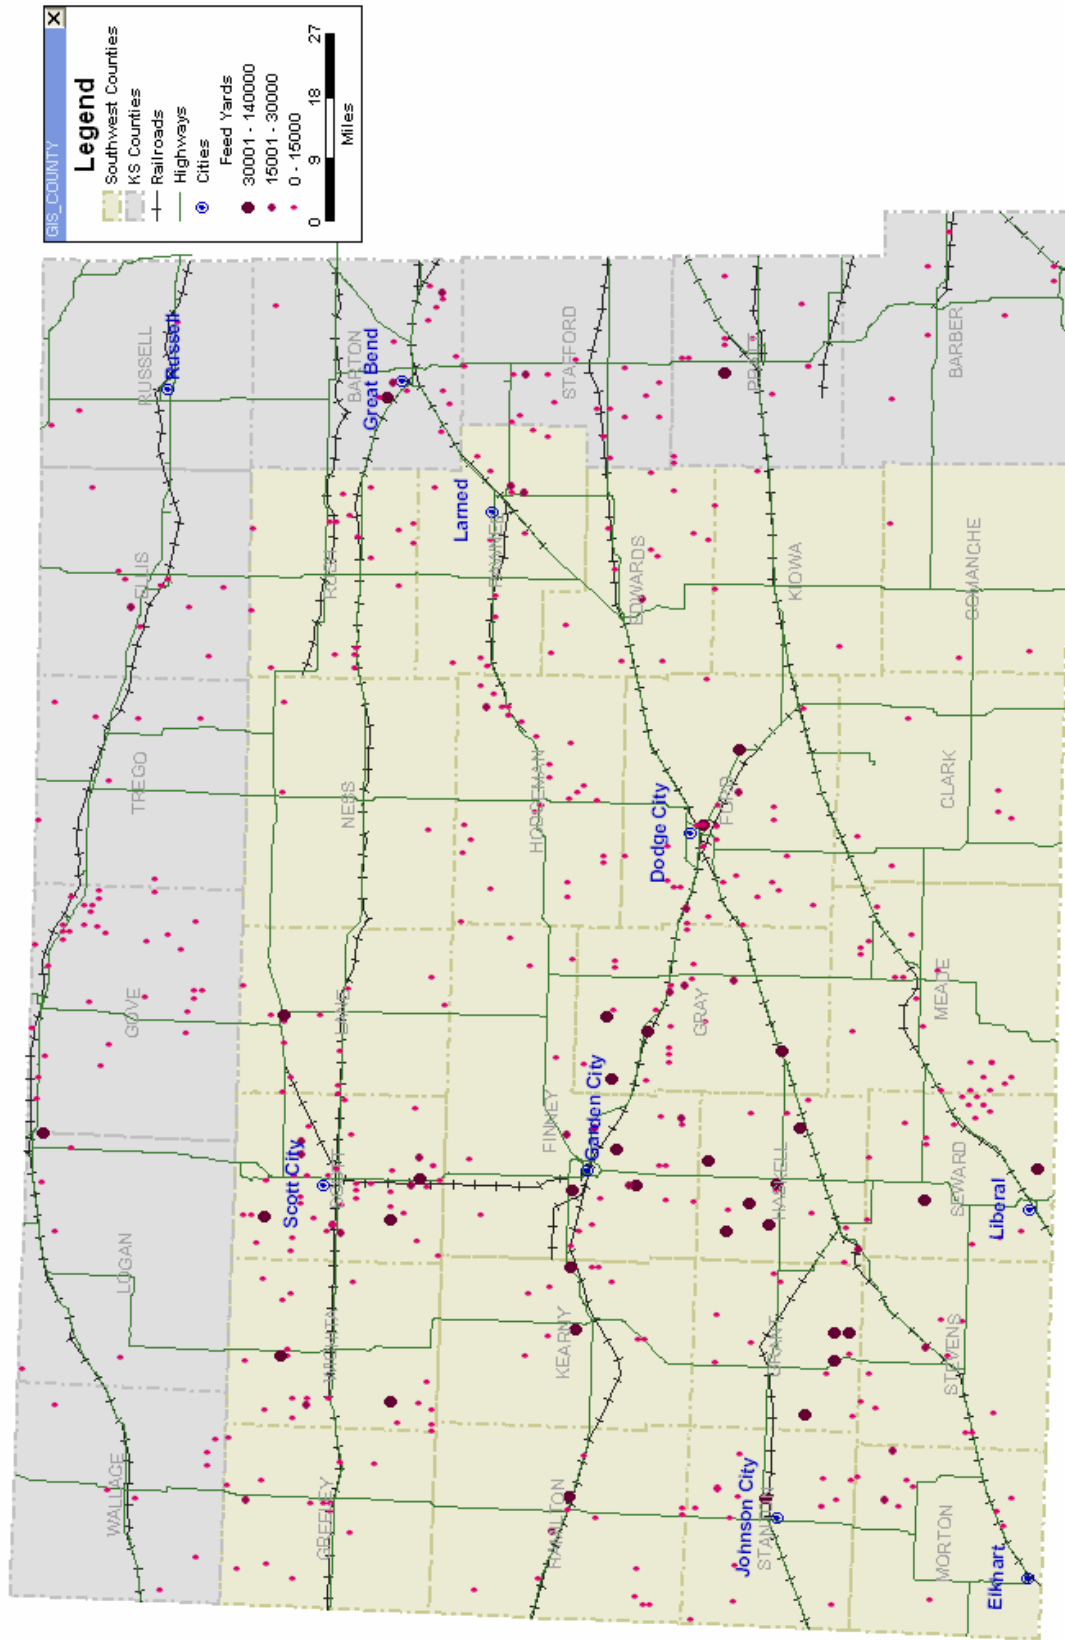 GIS_COUNTY
Legend
Southwest Counties
KS Counties
Railroads
Highways
Cities
Feed Yards
30001 - 140000
15001 - 30000
0 - 15000
0 9 18 27
Miles
WALLACE
LOGAN
GOVE
TREGO
ELLIS
RUSSELL
Russell
GREELEY
WICHITA
Scott City
LANE
NESS
RUSH
BARTON
Great Bend
HAMILTON
KEARNY
FINNEY
Garden City
HODGEMAN
PAWNEE
Larned
STAFFORD
EDWARDS
Johnson City
STANTON
GRANT
HASKELL
GRAY
Dodge City
FORD
KIOWA
PRATT
MORTON
Elkhart
STEVENS
SEWARD
Liberal
MEADE
CLARK
COMANCHE
BARBER